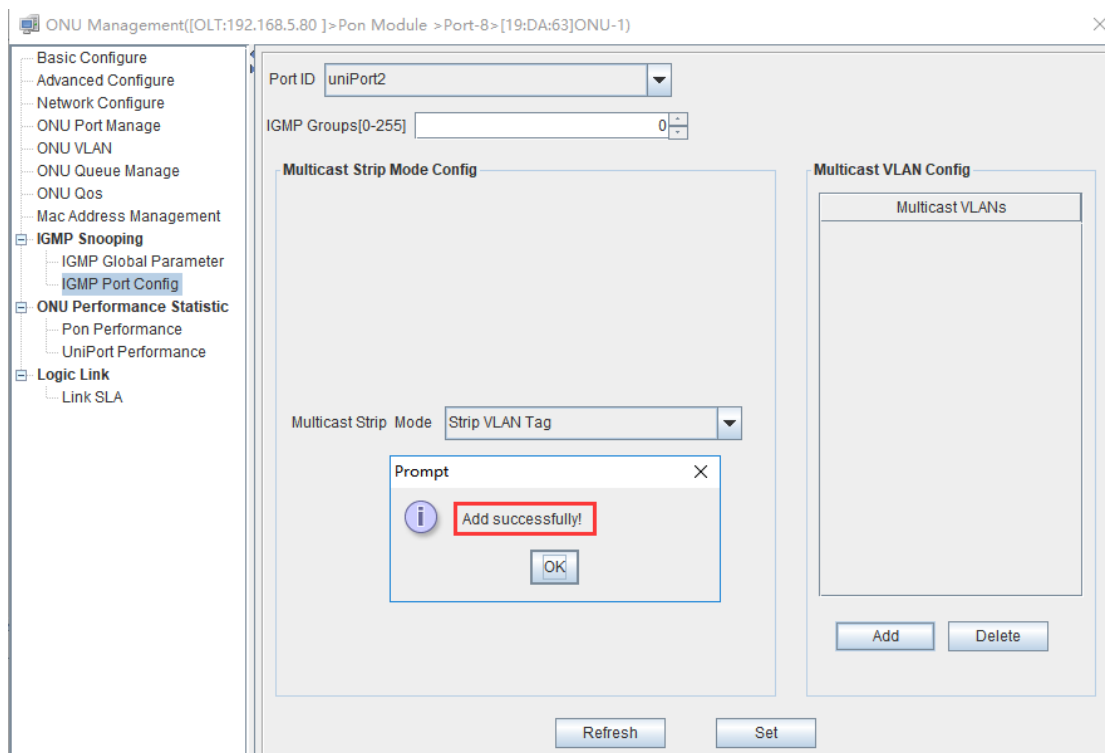 ONU Management([OLT:192.168.5.80 ]>Pon Module >Port-8>[19:DA:63]ONU-1)
Basic Configure
Advanced Configure
Network Configure
ONU Port Manage
ONU VLAN
ONU Queue Manage
ONU Qos
Mac Address Management
IGMP Snooping
IGMP Global Parameter
IGMP Port Config
ONU Performance Statistic
Pon Performance
UniPort Performance
Logic Link
Link SLA
Port ID uniPort2
IGMP Groups[0-255] 0
Multicast Strip Mode Config
Multicast Strip Mode Strip VLAN Tag
Multicast VLAN Config
Multicast VLANs
Add Delete
Prompt
Add successfully!
OK
Refresh Set